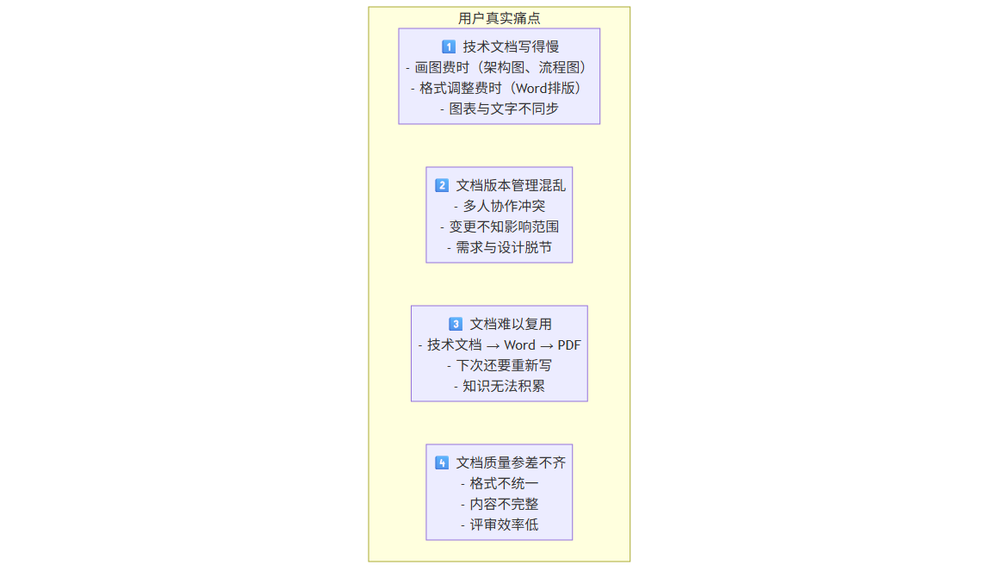 用户真实痛点
1️⃣ 技术文档写得慢
- 画图费时（架构图、流程图）
- 格式调整费时（Word排版）
- 图表与文字不同步
2️⃣ 文档版本管理混乱
- 多人协作冲突
- 变更不知影响范围
- 需求与设计脱节
3️⃣ 文档难以复用
- 技术文档 → Word → PDF
- 下次还要重新写
- 知识无法积累
4️⃣ 文档质量参差不齐
- 格式不统一
- 内容不完整
- 评审效率低